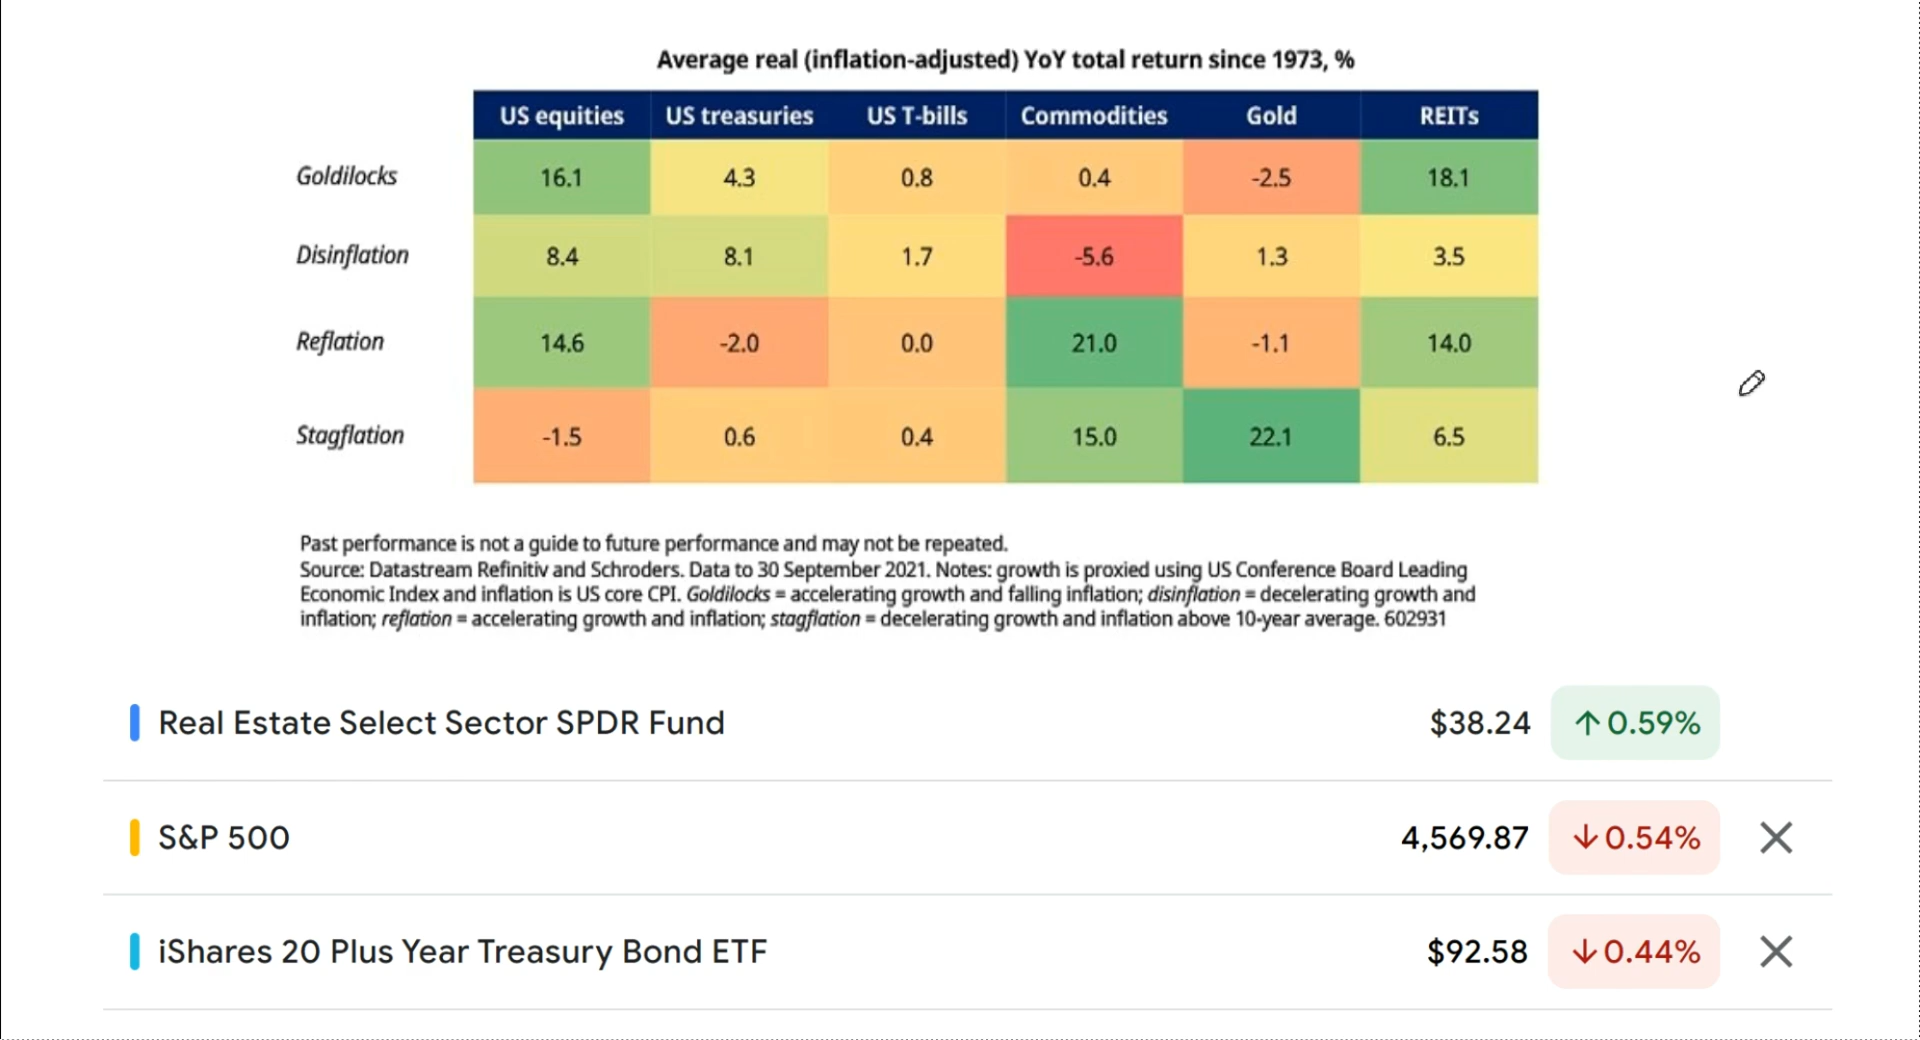 Average real (inflation-adjusted) YoY total return since 1973, %
US equities US treasuries US T-bills Commodities Gold REITs
Goldilocks 16.1 4.3 0.8 0.4 -2.5 18.1
Disinflation 8.4 8.1 1.7 -5.6 1.3 3.5
Reflation 14.6 -2.0 0.0 21.0 -1.1 14.0
Stagflation -1.5 0.6 0.4 15.0 22.1 6.5
Past performance is not a guide to future performance and may not be repeated.
Source: Datastream Refinitiv and Schroders. Data to 30 September 2021. Notes: growth is proxied using US Conference Board Leading
Economic Index and inflation is US core CPI. Goldilocks = accelerating growth and falling inflation; disinflation = decelerating growth and
inflation; reflation = accelerating growth and inflation; stagflation = decelerating growth and inflation above 10-year average. 602931
Real Estate Select Sector SPDR Fund $38.24 ↑0.59%
S&P 500 4,569.87 ↓0.54%
iShares 20 Plus Year Treasury Bond ETF $92.58 ↓0.44%